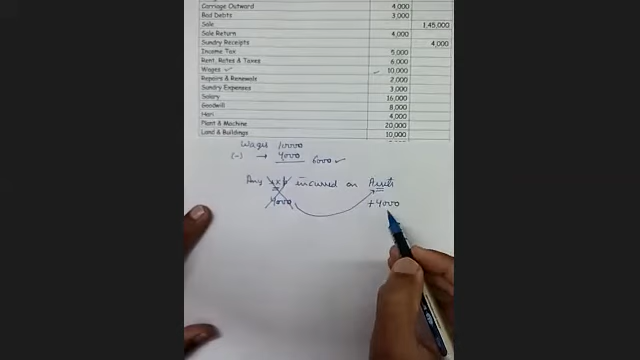 Carriage Outward 4,000
Bad Debts 3,000
Sale 1,45,000
Sale Return 4,000
Sundry Receipts 4,000
Income Tax 5,000
Rent, Rates & Taxes 6,000
Wages 10,000
Repairs & Renewals 2,000
Sundry Expenses 3,000
Salary 16,000
Goodwill 8,000
4,000
Plant & Machine 20,000
Land & Buildings 10,000
Wages 10000
(-) → 4000 6000
Any incurred on Assets
4000 +4000